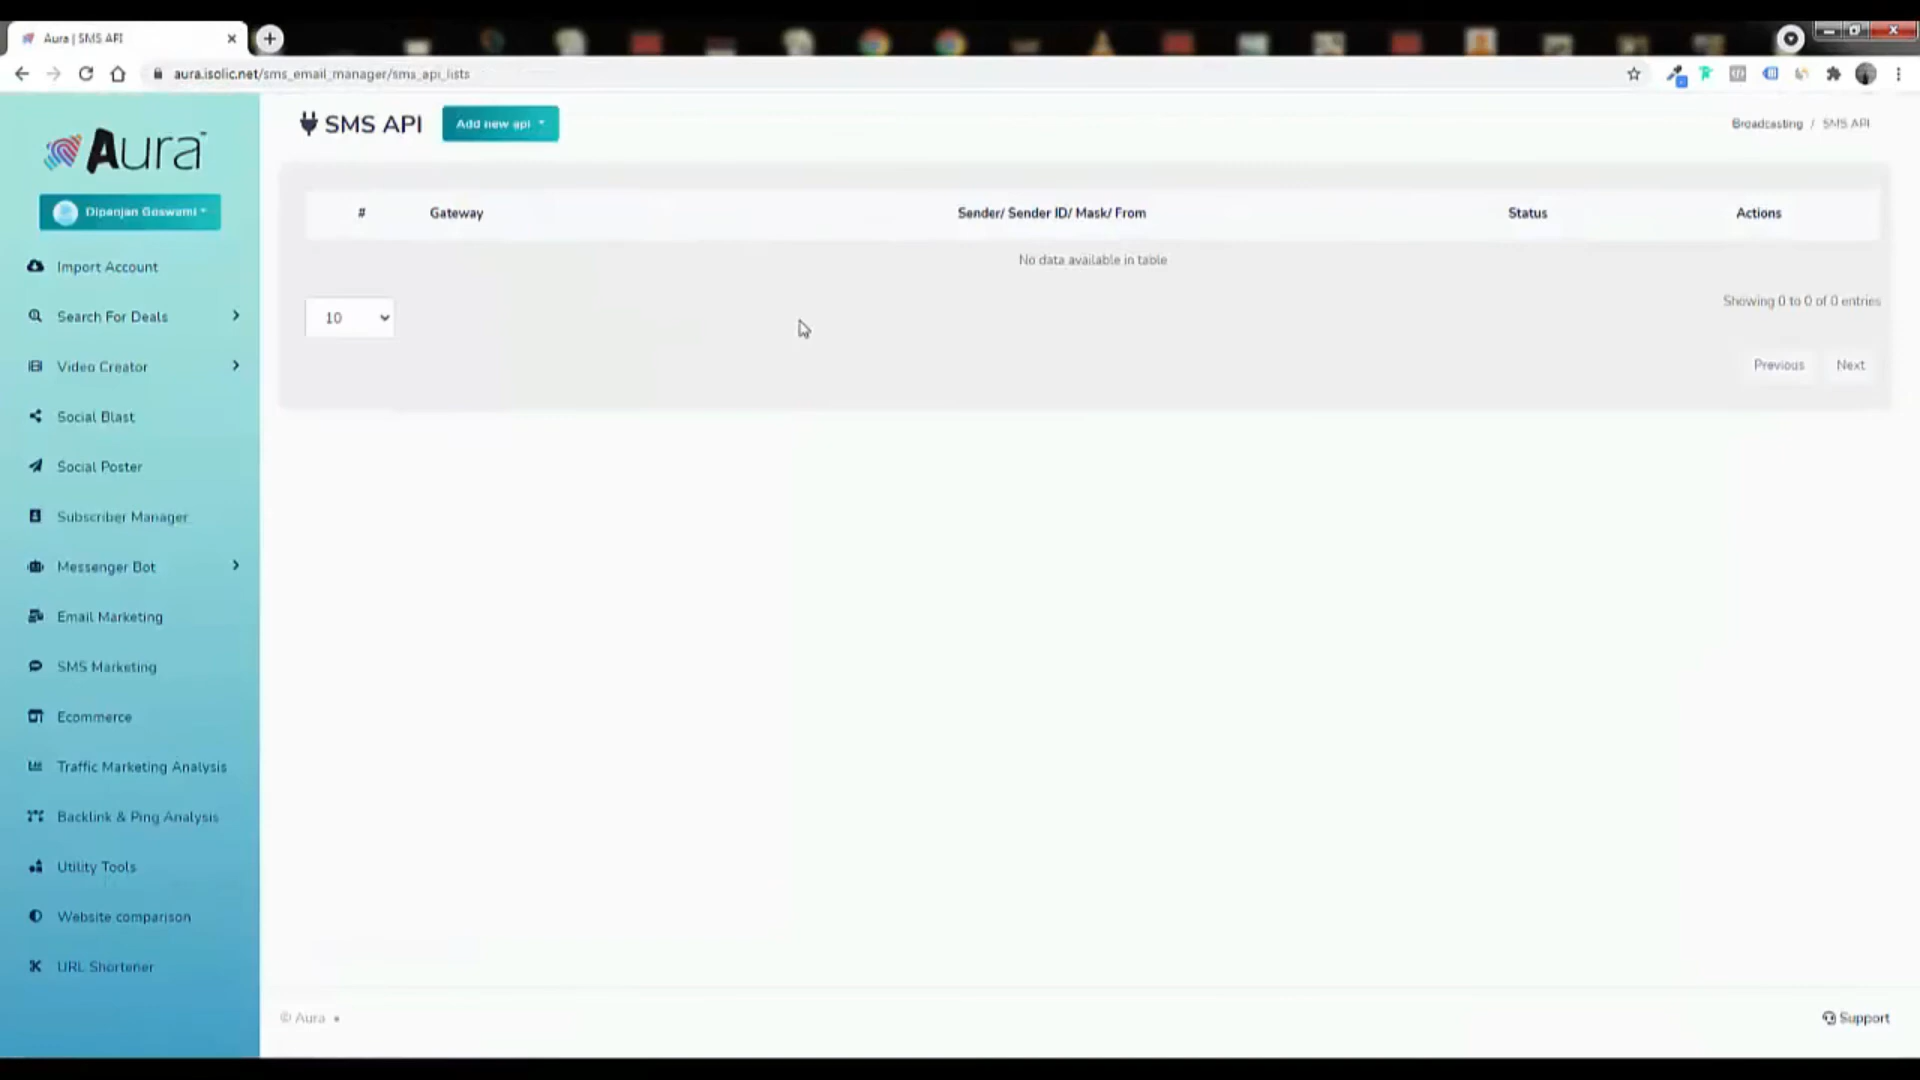 Aura | SMS API
aura.isolic.net/sms_email_manager/sms_api_lists
Aura
SMS API
Add new api
Broadcasting / SMS API
Dipanjan Goswami
# Gateway Sender/ Sender ID/ Mask/ From Status Actions
No data available in table
10
Showing 0 to 0 of 0 entries
Previous Next
Import Account
Search For Deals
Video Creator
Social Blast
Social Poster
Subscriber Manager
Messenger Bot
Email Marketing
SMS Marketing
Ecommerce
Traffic Marketing Analysis
Backlink & Ping Analysis
Utility Tools
Website comparison
URL Shortener
© Aura •
Support